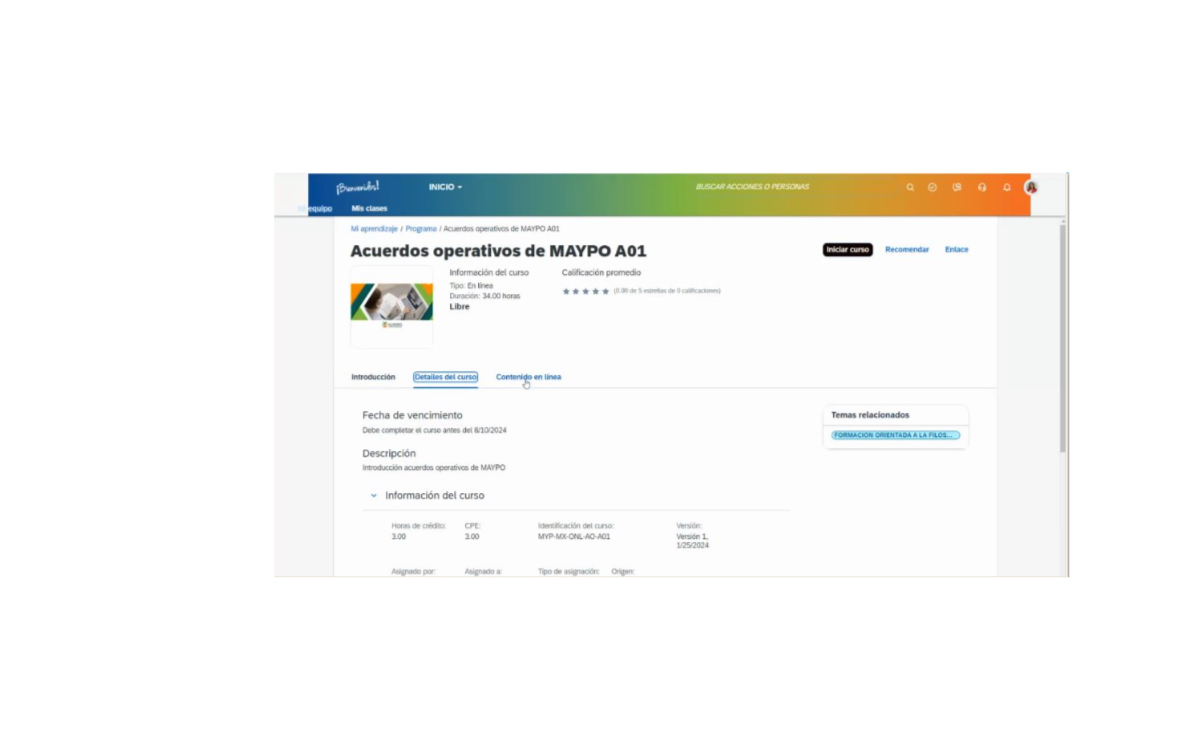 ¡Bienvenidos!
INICIO
BUSCAR ACCIONES O PERSONAS
Mi equipo
Mis clases
Mi aprendizaje / Programa / Acuerdos operativos de MAYPO A01
Acuerdos operativos de MAYPO A01
Iniciar curso
Recomendar
Enlace
Información del curso
Calificación promedio
Tipo: En línea
Duración: 34.00 horas
(0.00 de 5 estrellas de 0 calificaciones)
Libre
Introducción
Detalles del curso
Contenido en línea
Fecha de vencimiento
Debe completar el curso antes del 8/10/2024
Temas relacionados
FORMACION ORIENTADA A LA FILOS...
Descripción
Introducción acuerdos operativos de MAYPO
Información del curso
Horas de crédito:
CPE:
Identificación del curso:
Versión:
3.00
3.00
MYP-MX-ONL-AO-A01
Versión 1,
1/25/2024
Asignado por:
Asignado a:
Tipo de asignación:
Origen: